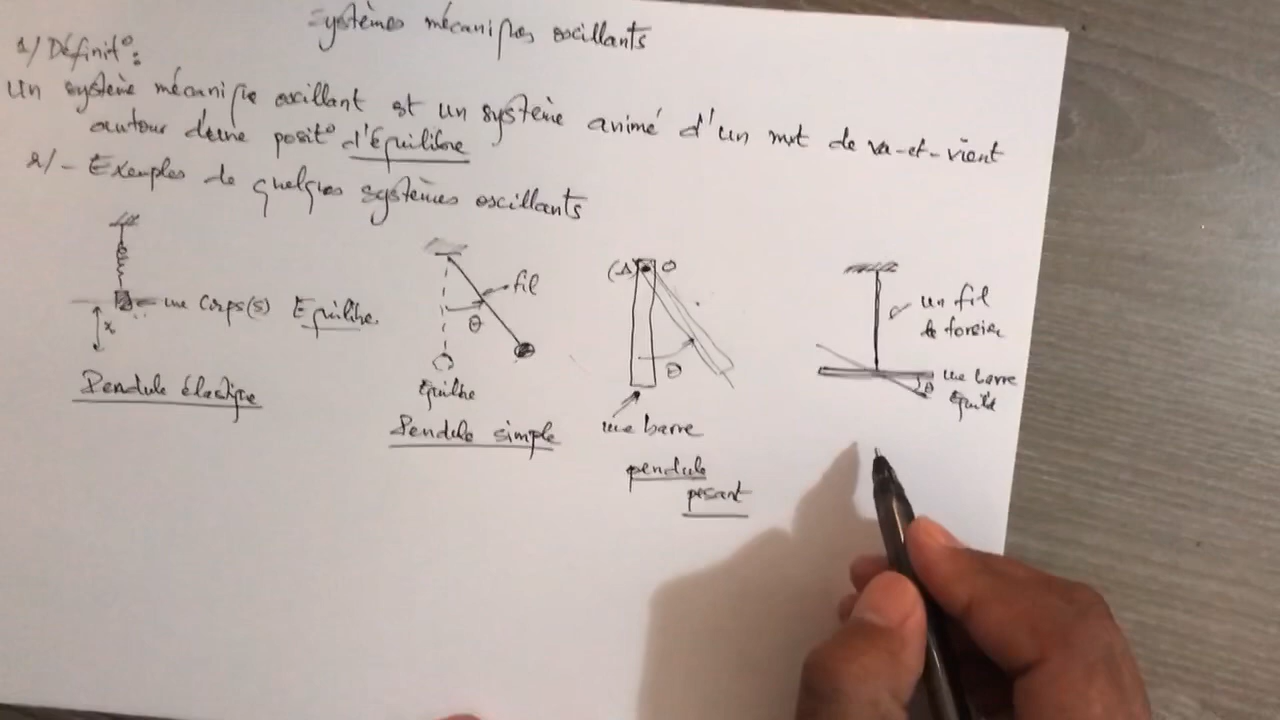 Systèmes mécaniques oscillants
1/ Définit°:
Un système mécanique oscillant est un système animé d'un mvt de va-et-vient
autour d'une posit° d'équilibre
2/- Exemples de quelques systèmes oscillants
une corps(s) Equilibre
x
Pendule élastique
fil
θ
Equilibre
Pendule simple
(Δ) O
θ
une barre
pendule
pesant
un fil
de torsion
une barre
θ
Equili